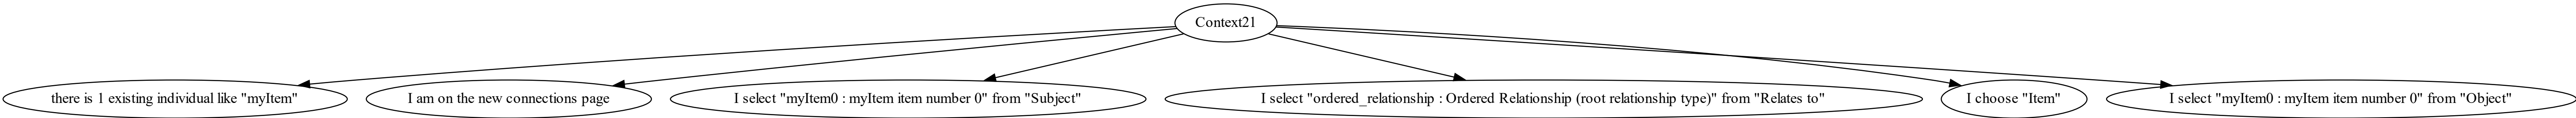 Context21
there is 1 existing individual like "myItem"
I am on the new connections page
I select "myItem0 : myItem item number 0" from "Subject"
I select "ordered_relationship : Ordered Relationship (root relationship type)" from "Relates to"
I choose "Item"
I select "myItem0 : myItem item number 0" from "Object"